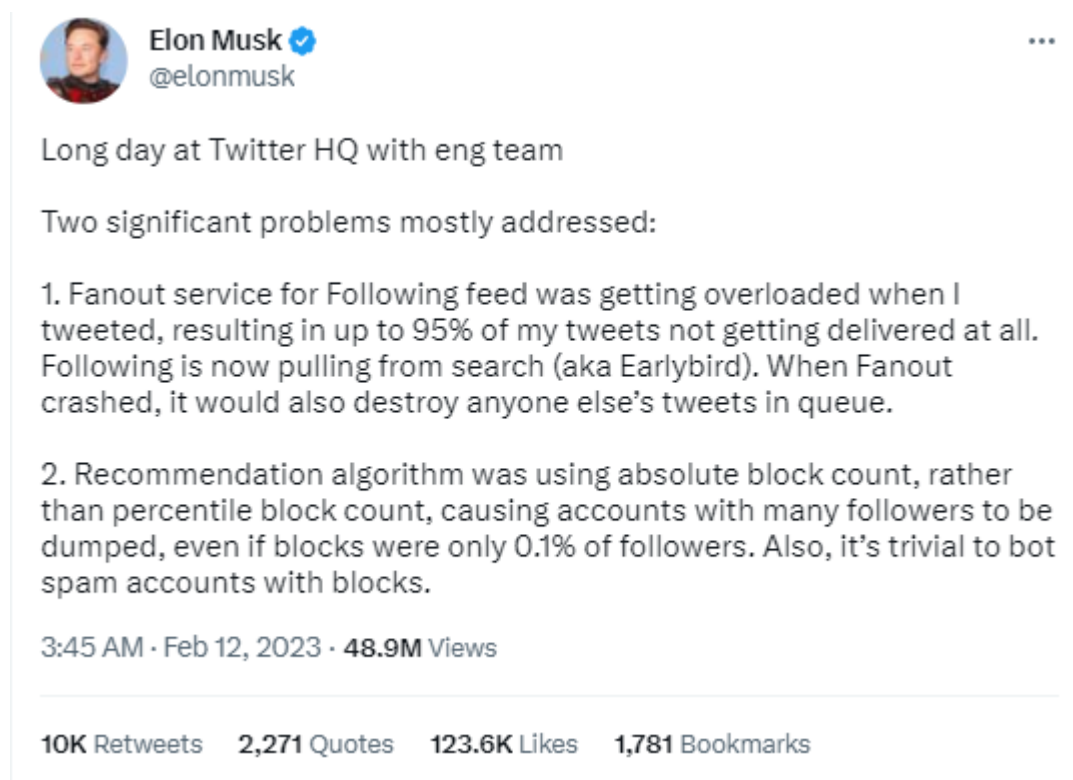 Elon Musk
@elonmusk
Long day at Twitter HQ with eng team
Two significant problems mostly addressed:
1. Fanout service for Following feed was getting overloaded when I
tweeted, resulting in up to 95% of my tweets not getting delivered at all.
Following is now pulling from search (aka Earlybird). When Fanout
crashed, it would also destroy anyone else’s tweets in queue.
2. Recommendation algorithm was using absolute block count, rather
than percentile block count, causing accounts with many followers to be
dumped, even if blocks were only 0.1% of followers. Also, it’s trivial to bot
spam accounts with blocks.
3:45 AM · Feb 12, 2023 · 48.9M Views
10K Retweets 2,271 Quotes 123.6K Likes 1,781 Bookmarks